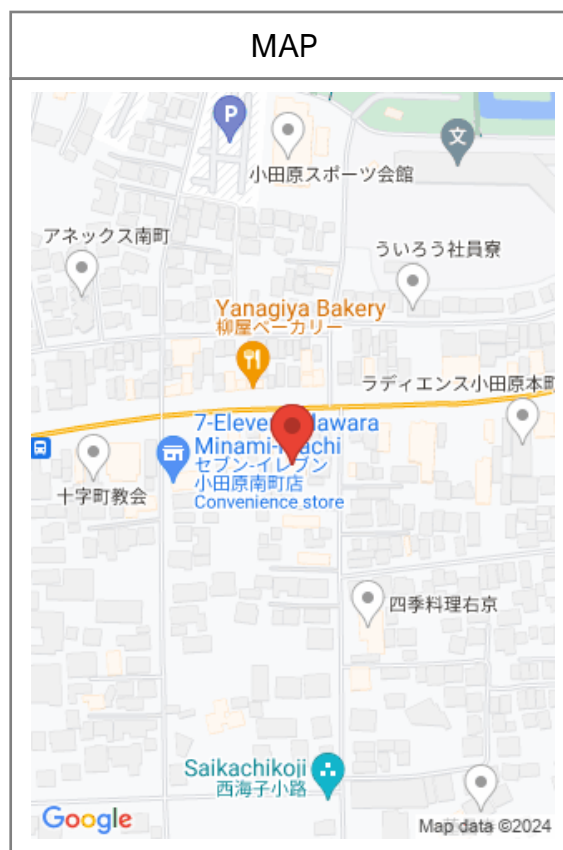 MAP
P
文
小田原スポーツ会館
アネックス南町
ういろう社員寮
Yanagiya Bakery
柳屋ベーカリー
ラディエンス小田原本町
7-Eleven
Minami-
セブン-イレブン
小田原南町店
Convenience store
十字町教会
四季料理右京
Saikachikoji
西海子小路
Google
Map data ©2024